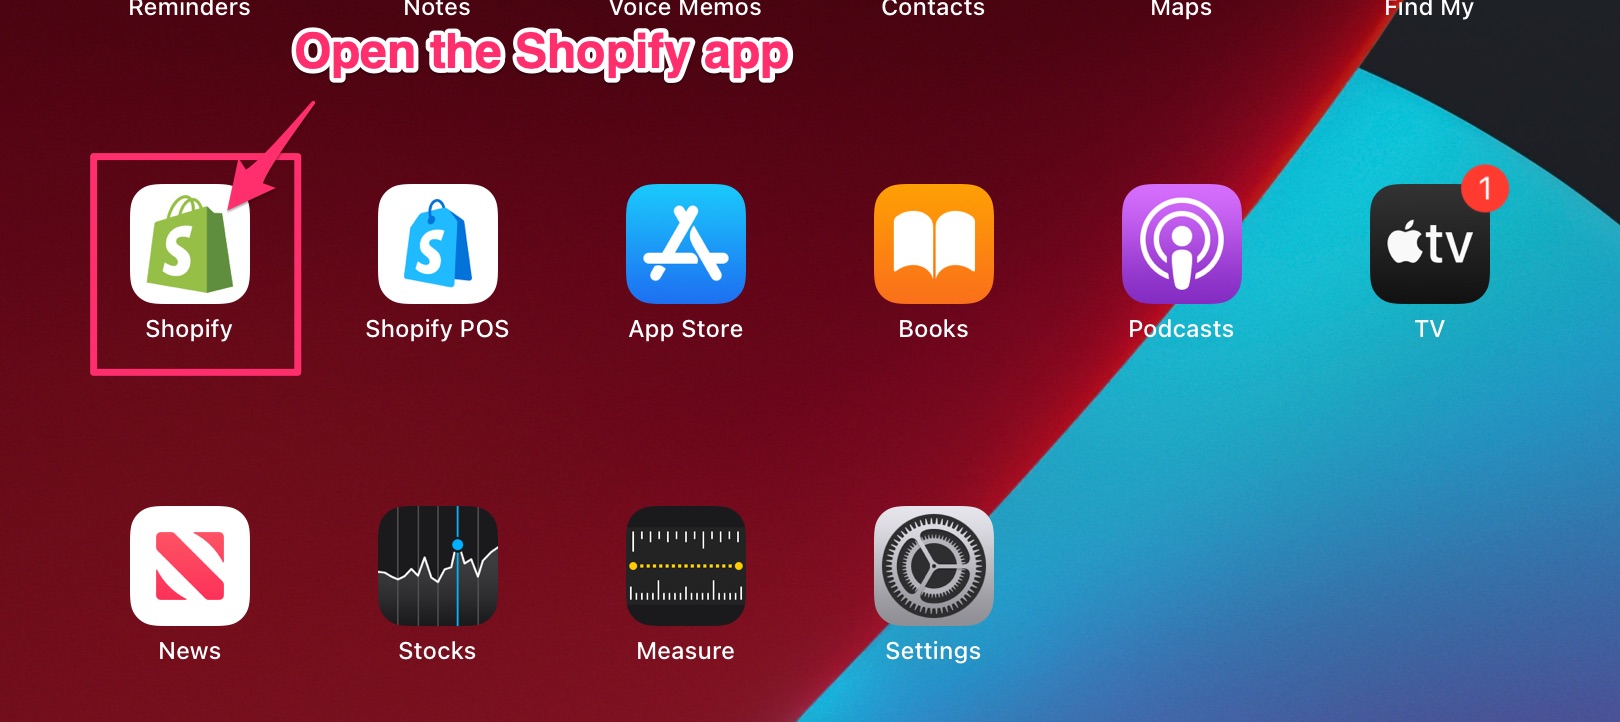 Reminders
Notes
Voice Memos
Contacts
Maps
Find My
Open the Shopify app
S
S
1
tv
Shopify
Shopify POS
App Store
Books
Podcasts
TV
News
Stocks
Measure
Settings